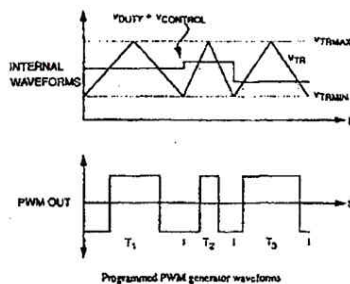 VDUTY + VCONTROL
VTRMAX
INTERNAL WAVEFORMS
VTR
VTRMIN
t
PWM OUT
t
T1
T2
T3
Programmed PWM generator waveforms